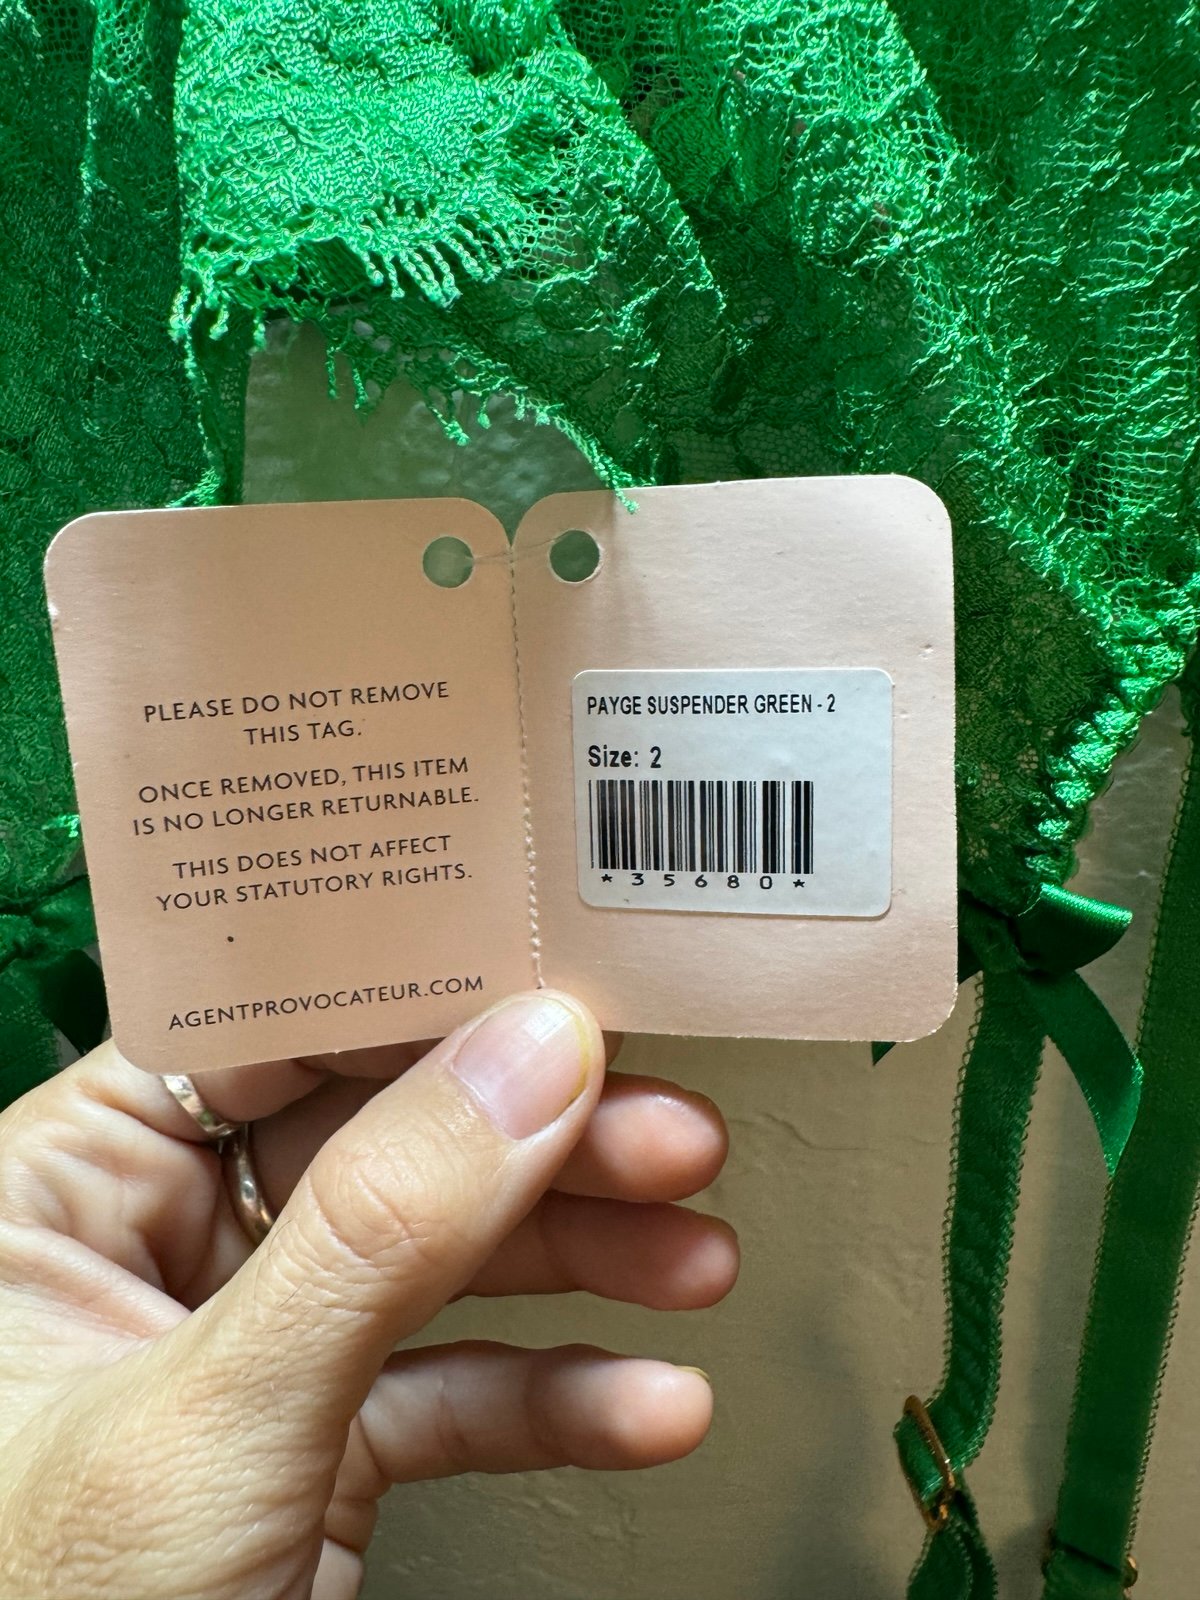 PLEASE DO NOT REMOVE
THIS TAG.
ONCE REMOVED, THIS ITEM
IS NO LONGER RETURNABLE.
THIS DOES NOT AFFECT
YOUR STATUTORY RIGHTS.
AGENTPROVOCATEUR.COM
PAYGE SUSPENDER GREEN - 2
Size: 2
* 3 5 6 8 0 *